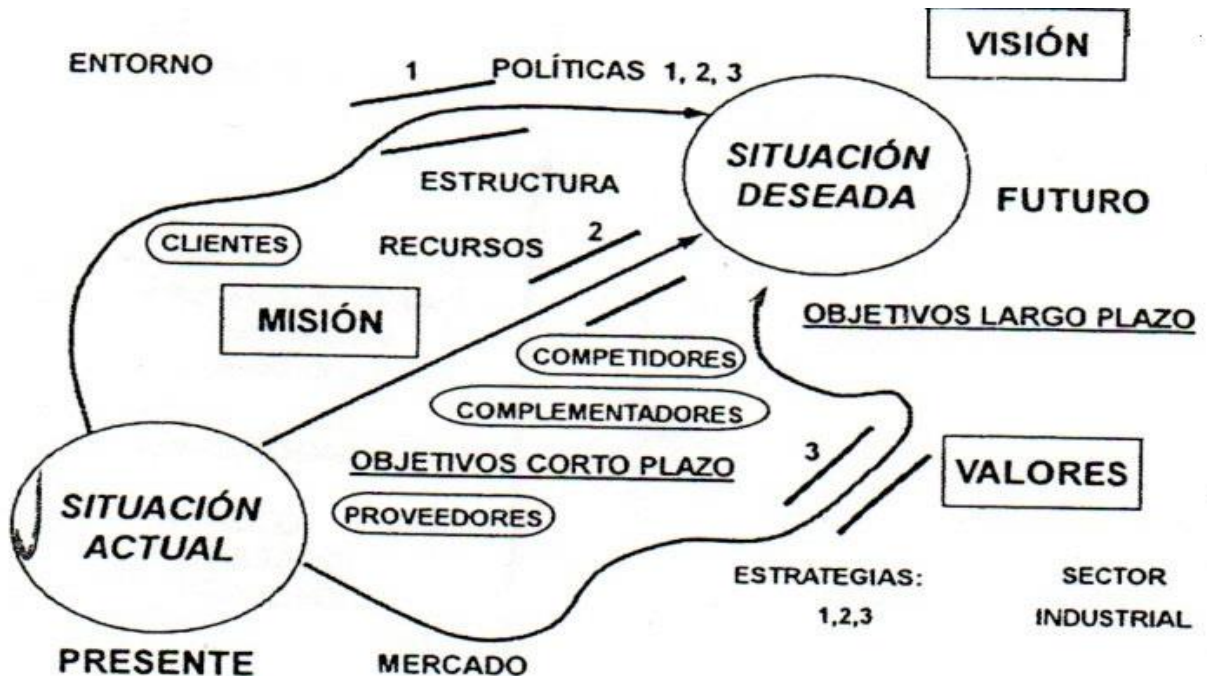 VISIÓN
ENTORNO
1
POLÍTICAS 1, 2, 3
SITUACIÓN
DESEADA
ESTRUCTURA
FUTURO
CLIENTES
RECURSOS
2
MISIÓN
OBJETIVOS LARGO PLAZO
COMPETIDORES
COMPLEMENTADORES
3
OBJETIVOS CORTO PLAZO
VALORES
SITUACIÓN
ACTUAL
PROVEEDORES
ESTRATEGIAS:
1,2,3
SECTOR
INDUSTRIAL
PRESENTE
MERCADO